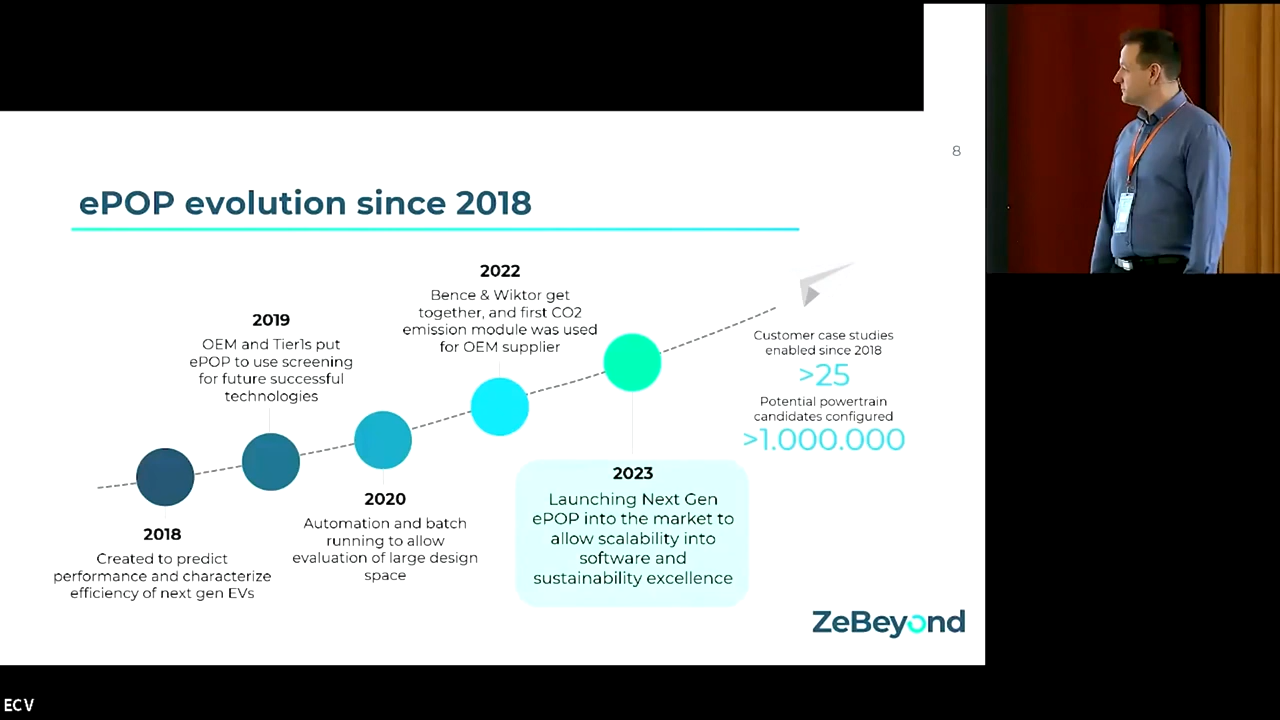 8
ePOP evolution since 2018
2018
Created to predict
performance and characterize
efficiency of next gen EVs
2019
OEM and Tier1s put
ePOP to use screening
for future successful
technologies
2020
Automation and batch
running to allow
evaluation of large design
space
2022
Bence & Wiktor get
together, and first CO2
emission module was used
for OEM supplier
2023
Launching Next Gen
ePOP into the market to
allow scalability into
software and
sustainability excellence
Customer case studies
enabled since 2018
>25
Potential powertrain
candidates configured
>1.000.000
ZeBeyond
ECV